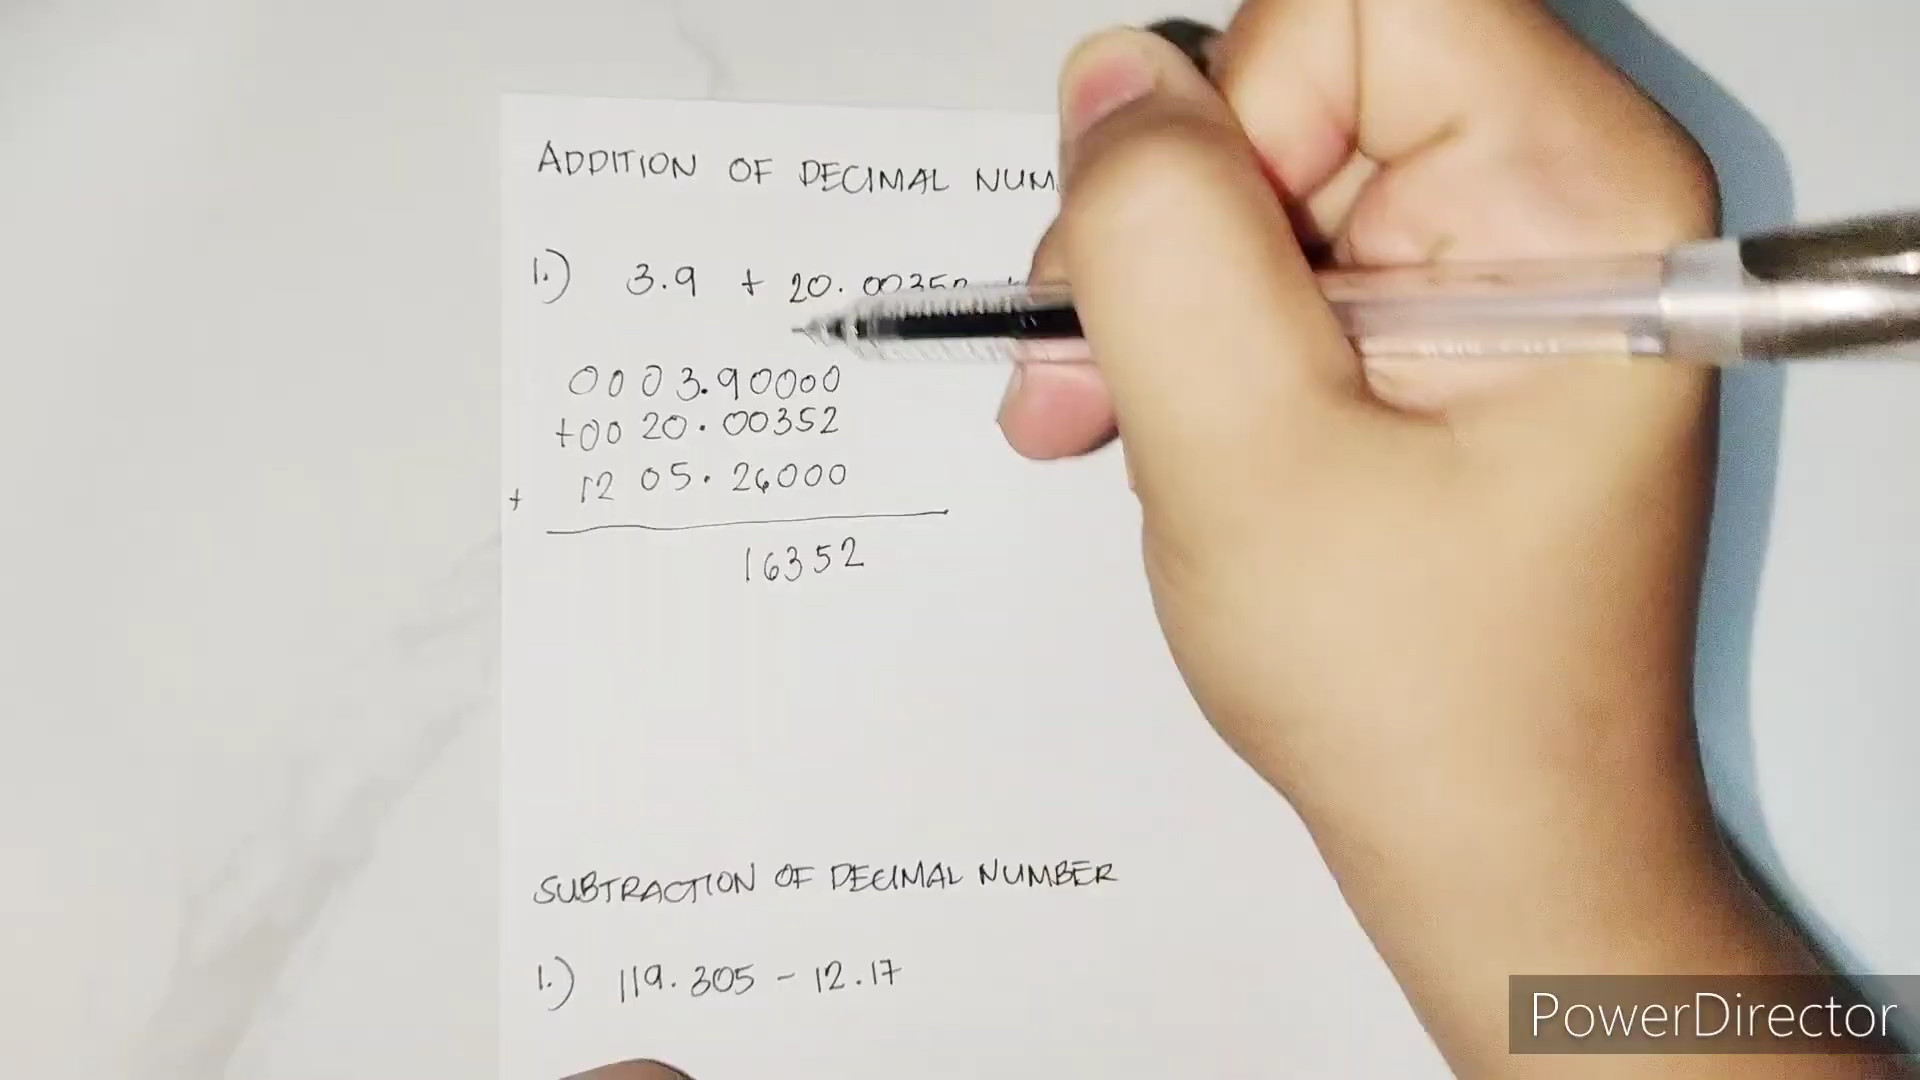 ADDITION OF DECIMAL NUM
1.) 3.9 + 20.00352
0003.90000
+0020.00352
+ 1205.26000
16352
SUBTRACTION OF DECIMAL NUMBER
1.) 119.305 - 12.17
PowerDirector